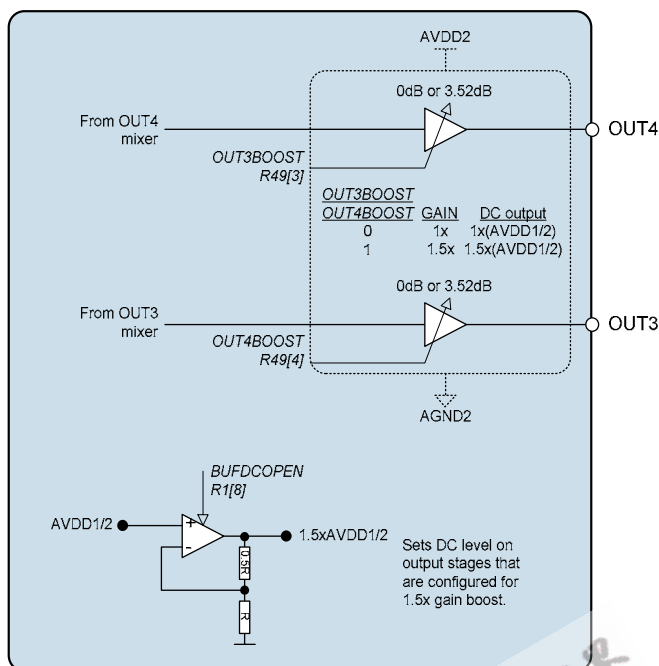 AVDD2
0dB or 3.52dB
From OUT4
mixer
OUT4
OUT3BOOST
R49[3]
OUT3BOOST
OUT4BOOST GAIN DC output
0 1x 1x(AVDD1/2)
1 1.5x 1.5x(AVDD1/2)
0dB or 3.52dB
From OUT3
mixer
OUT3
OUT4BOOST
R49[4]
AGND2
BUFDCOPEN
R1[8]
AVDD1/2
+
-
1.5xAVDD1/2
0.5R
R
Sets DC level on
output stages that
are configured for
1.5x gain boost.